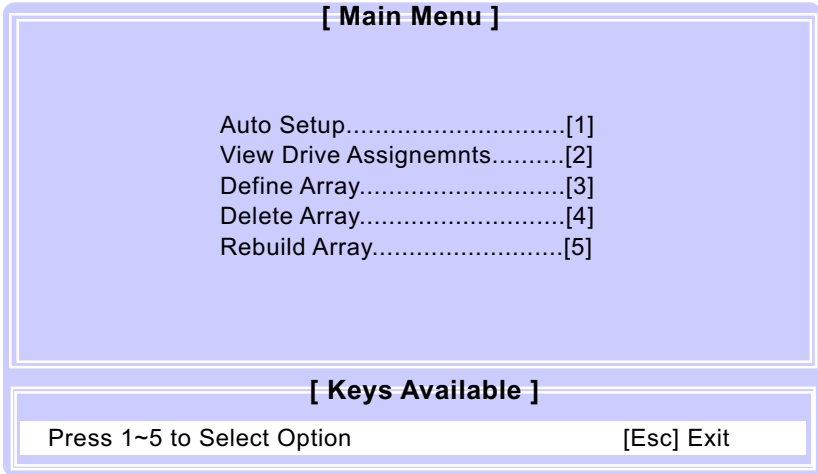 [ Main Menu ]
Auto Setup..............................[1]
View Drive Assignemnts..........[2]
Define Array............................[3]
Delete Array............................[4]
Rebuild Array..........................[5]
[ Keys Available ]
Press 1~5 to Select Option [Esc] Exit